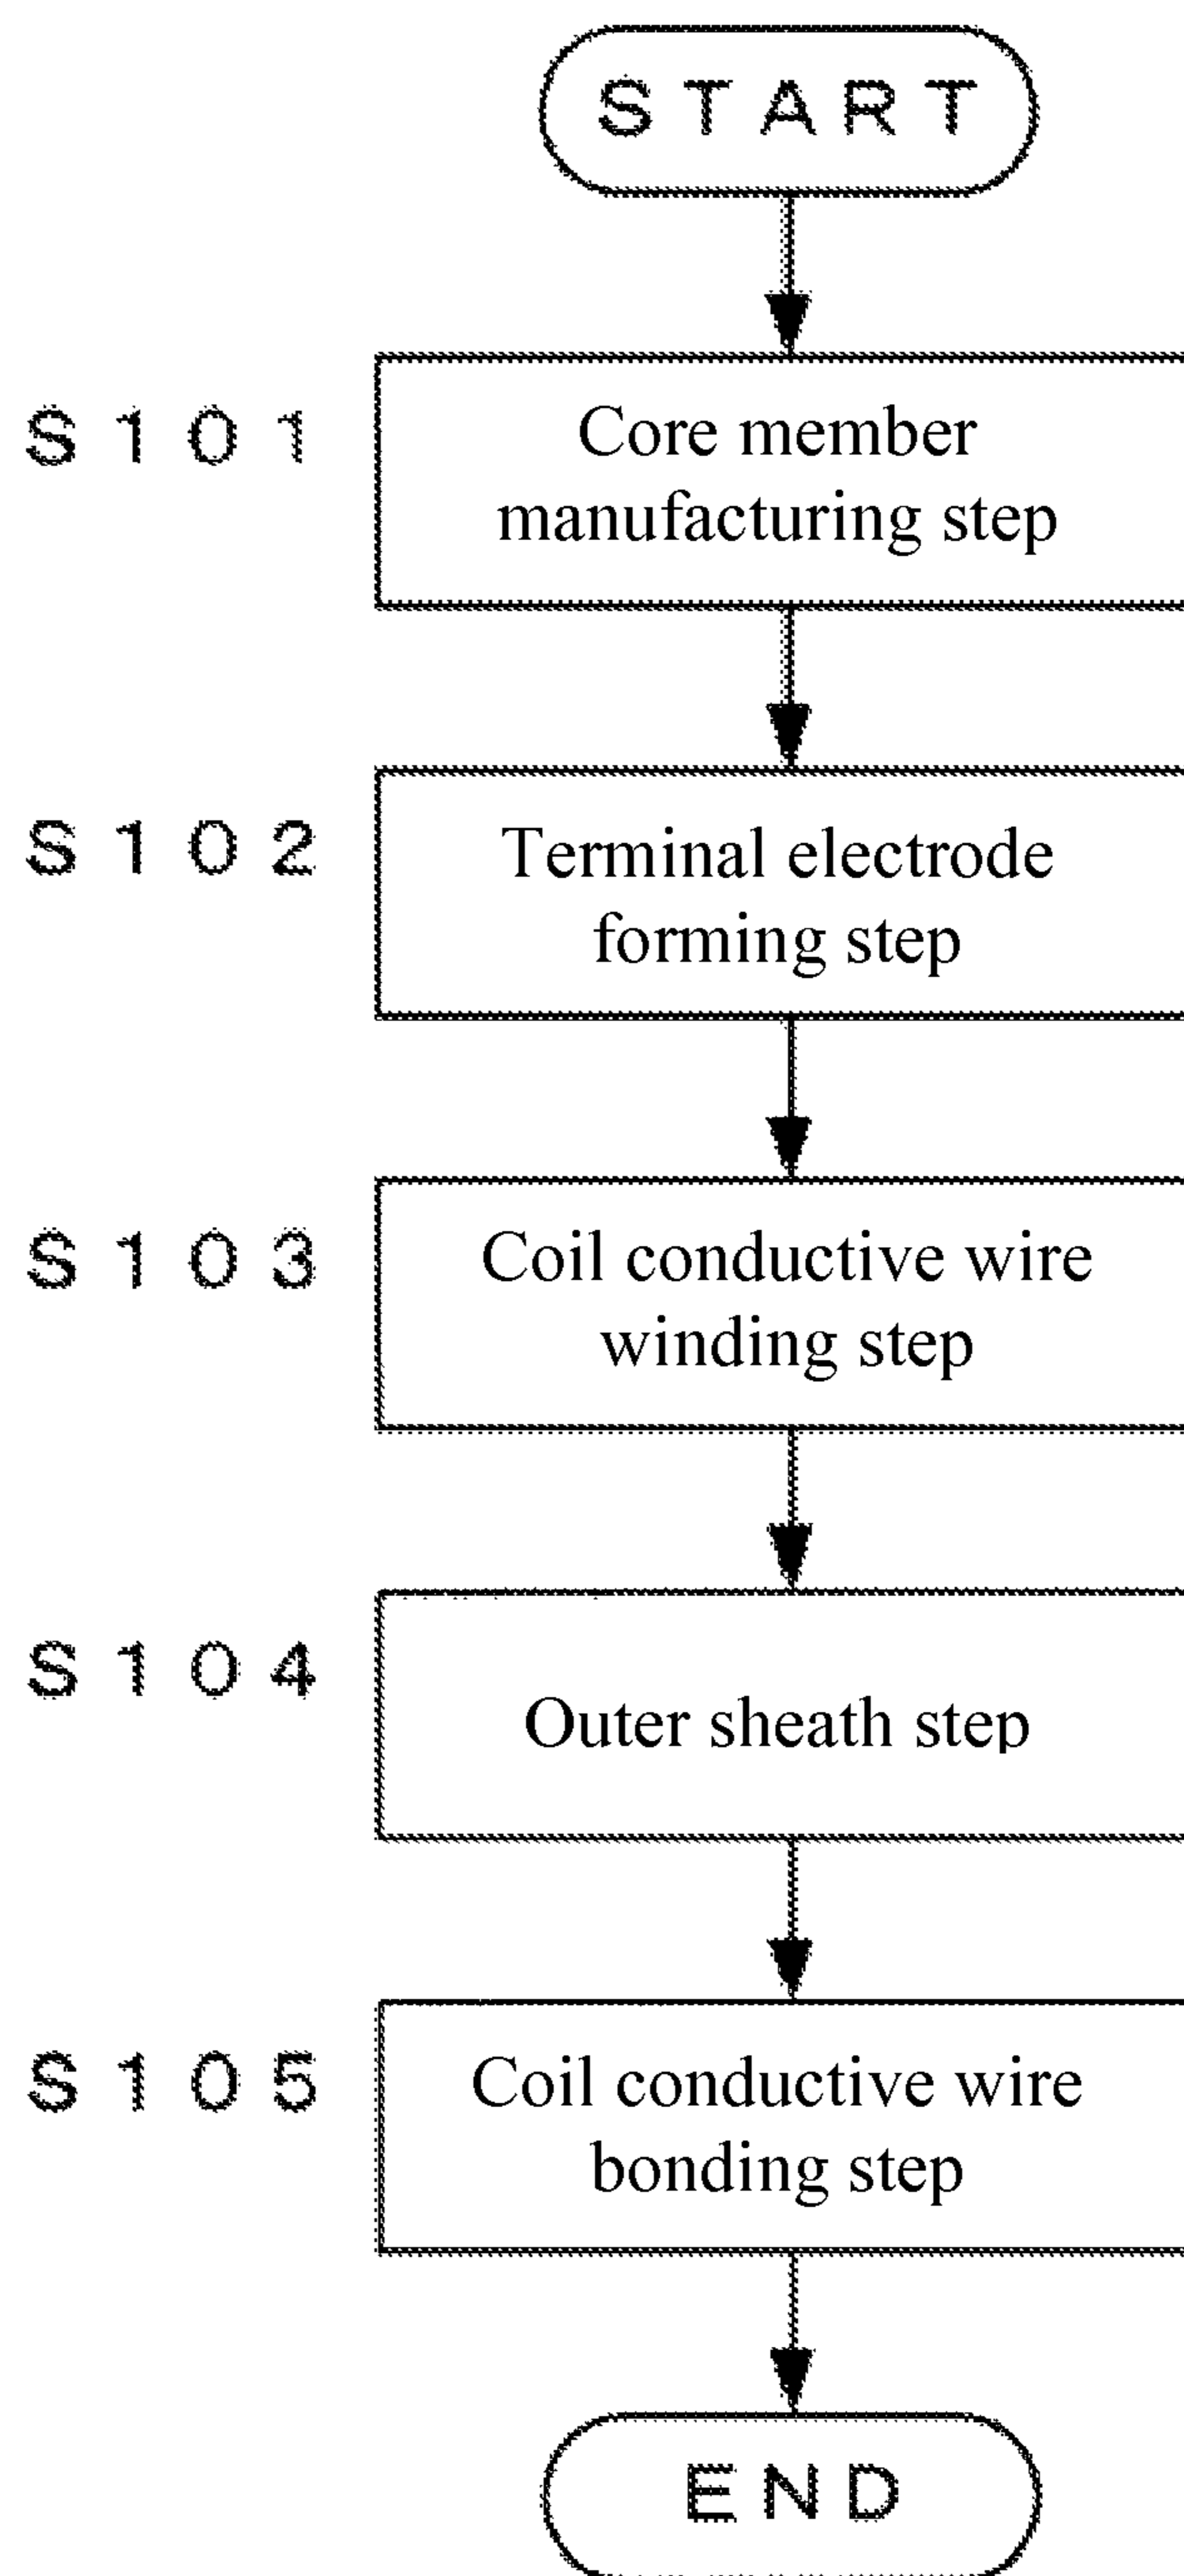 START
S101
Core member
manufacturing step
S102
Terminal electrode
forming step
S103
Coil conductive wire
winding step
S104
Outer sheath step
S105
Coil conductive wire
bonding step
END